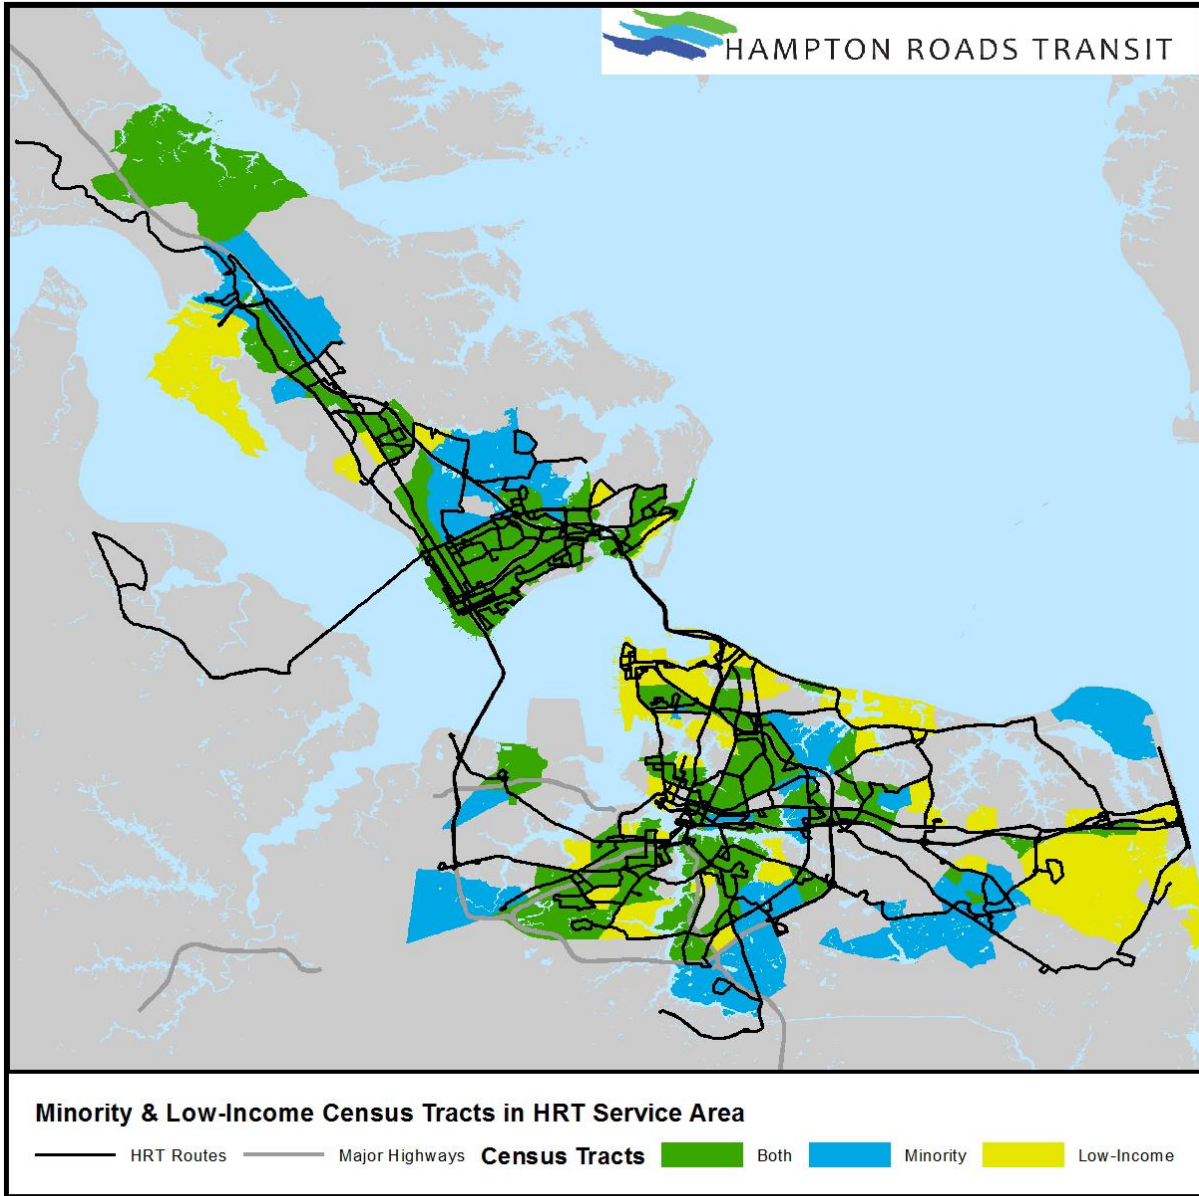 HAMPTON ROADS TRANSIT
Minority & Low-Income Census Tracts in HRT Service Area
HRT Routes Major Highways Census Tracts Both Minority Low-Income